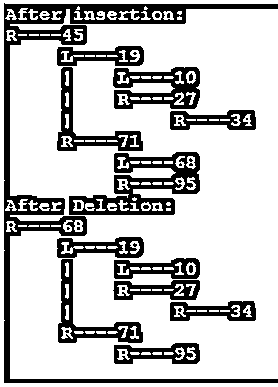 After insertion:
R----45
L----19
| L----10
| R----27
| R----34
R----71
L----68
R----95
After Deletion:
R----68
L----19
| L----10
| R----27
| R----34
R----71
R----95